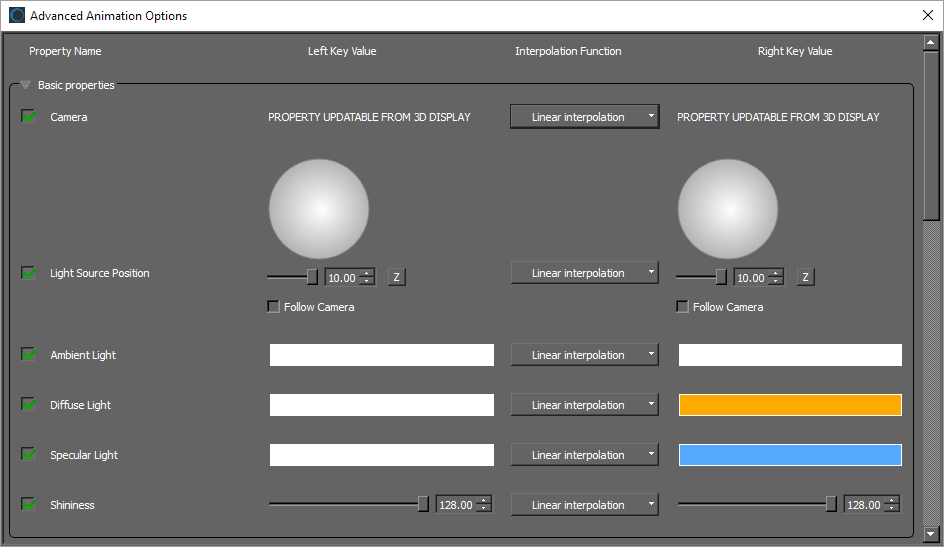 Advanced Animation Options
Property Name Left Key Value Interpolation Function Right Key Value
Basic properties
Camera PROPERTY UPDATABLE FROM 3D DISPLAY Linear interpolation PROPERTY UPDATABLE FROM 3D DISPLAY
Light Source Position 10.00 Z Linear interpolation 10.00 Z
Follow Camera Follow Camera
Ambient Light Linear interpolation
Diffuse Light Linear interpolation
Specular Light Linear interpolation
Shininess 128.00 Linear interpolation 128.00